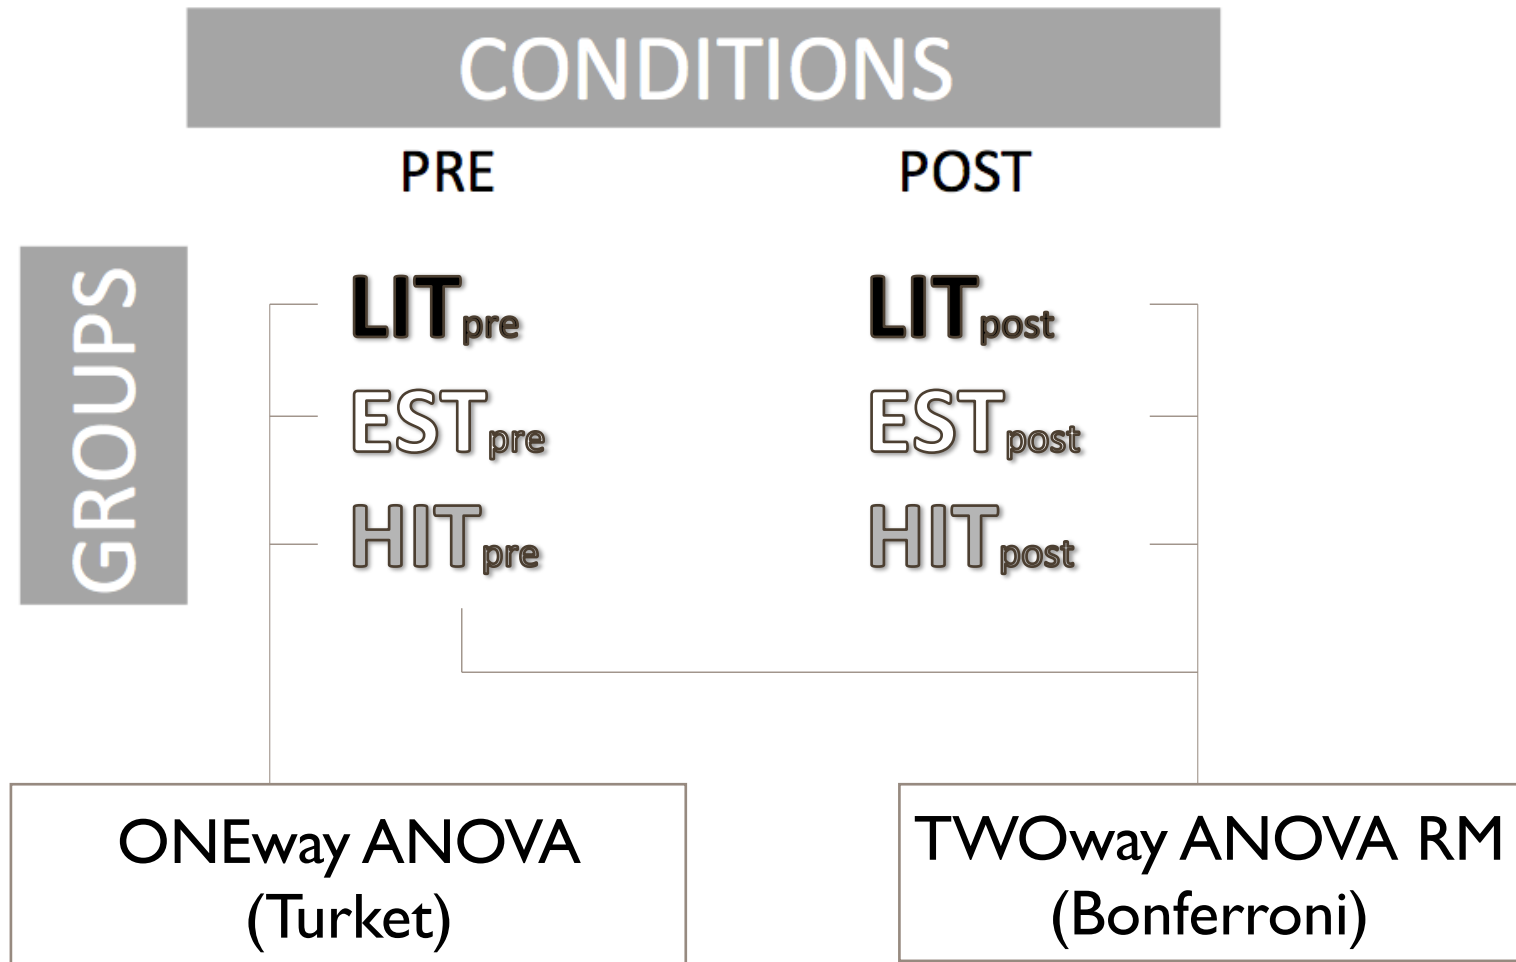 CONDITIONS
PRE POST
GROUPS
LITpre LITpost
ESTpre ESTpost
HITpre HITpost
ONEway ANOVA
(Turket)
TWOway ANOVA RM
(Bonferroni)